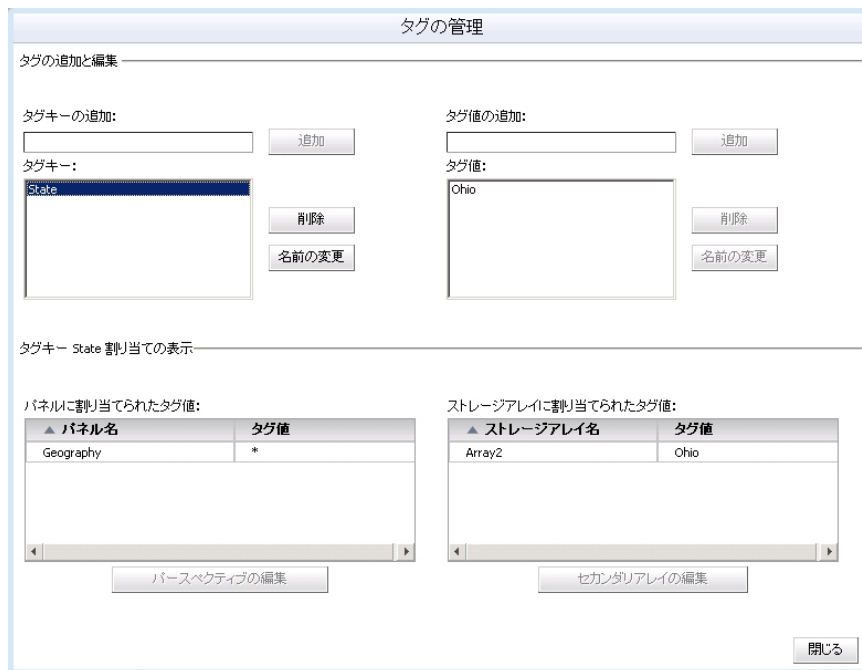 タグの管理
タグの追加と編集
タグキーの追加:
タグ値の追加:
追加
追加
タグキー:
タグ値:
State
Ohio
削除
削除
名前の変更
名前の変更
タグキー State 割り当ての表示
パネルに割り当てられたタグ値:
ストレージアレイに割り当てられたタグ値:
▲ パネル名 タグ値
▲ ストレージアレイ名 タグ値
Geography *
Array2 Ohio
パースペクティブの編集
セカンダリアレイの編集
閉じる